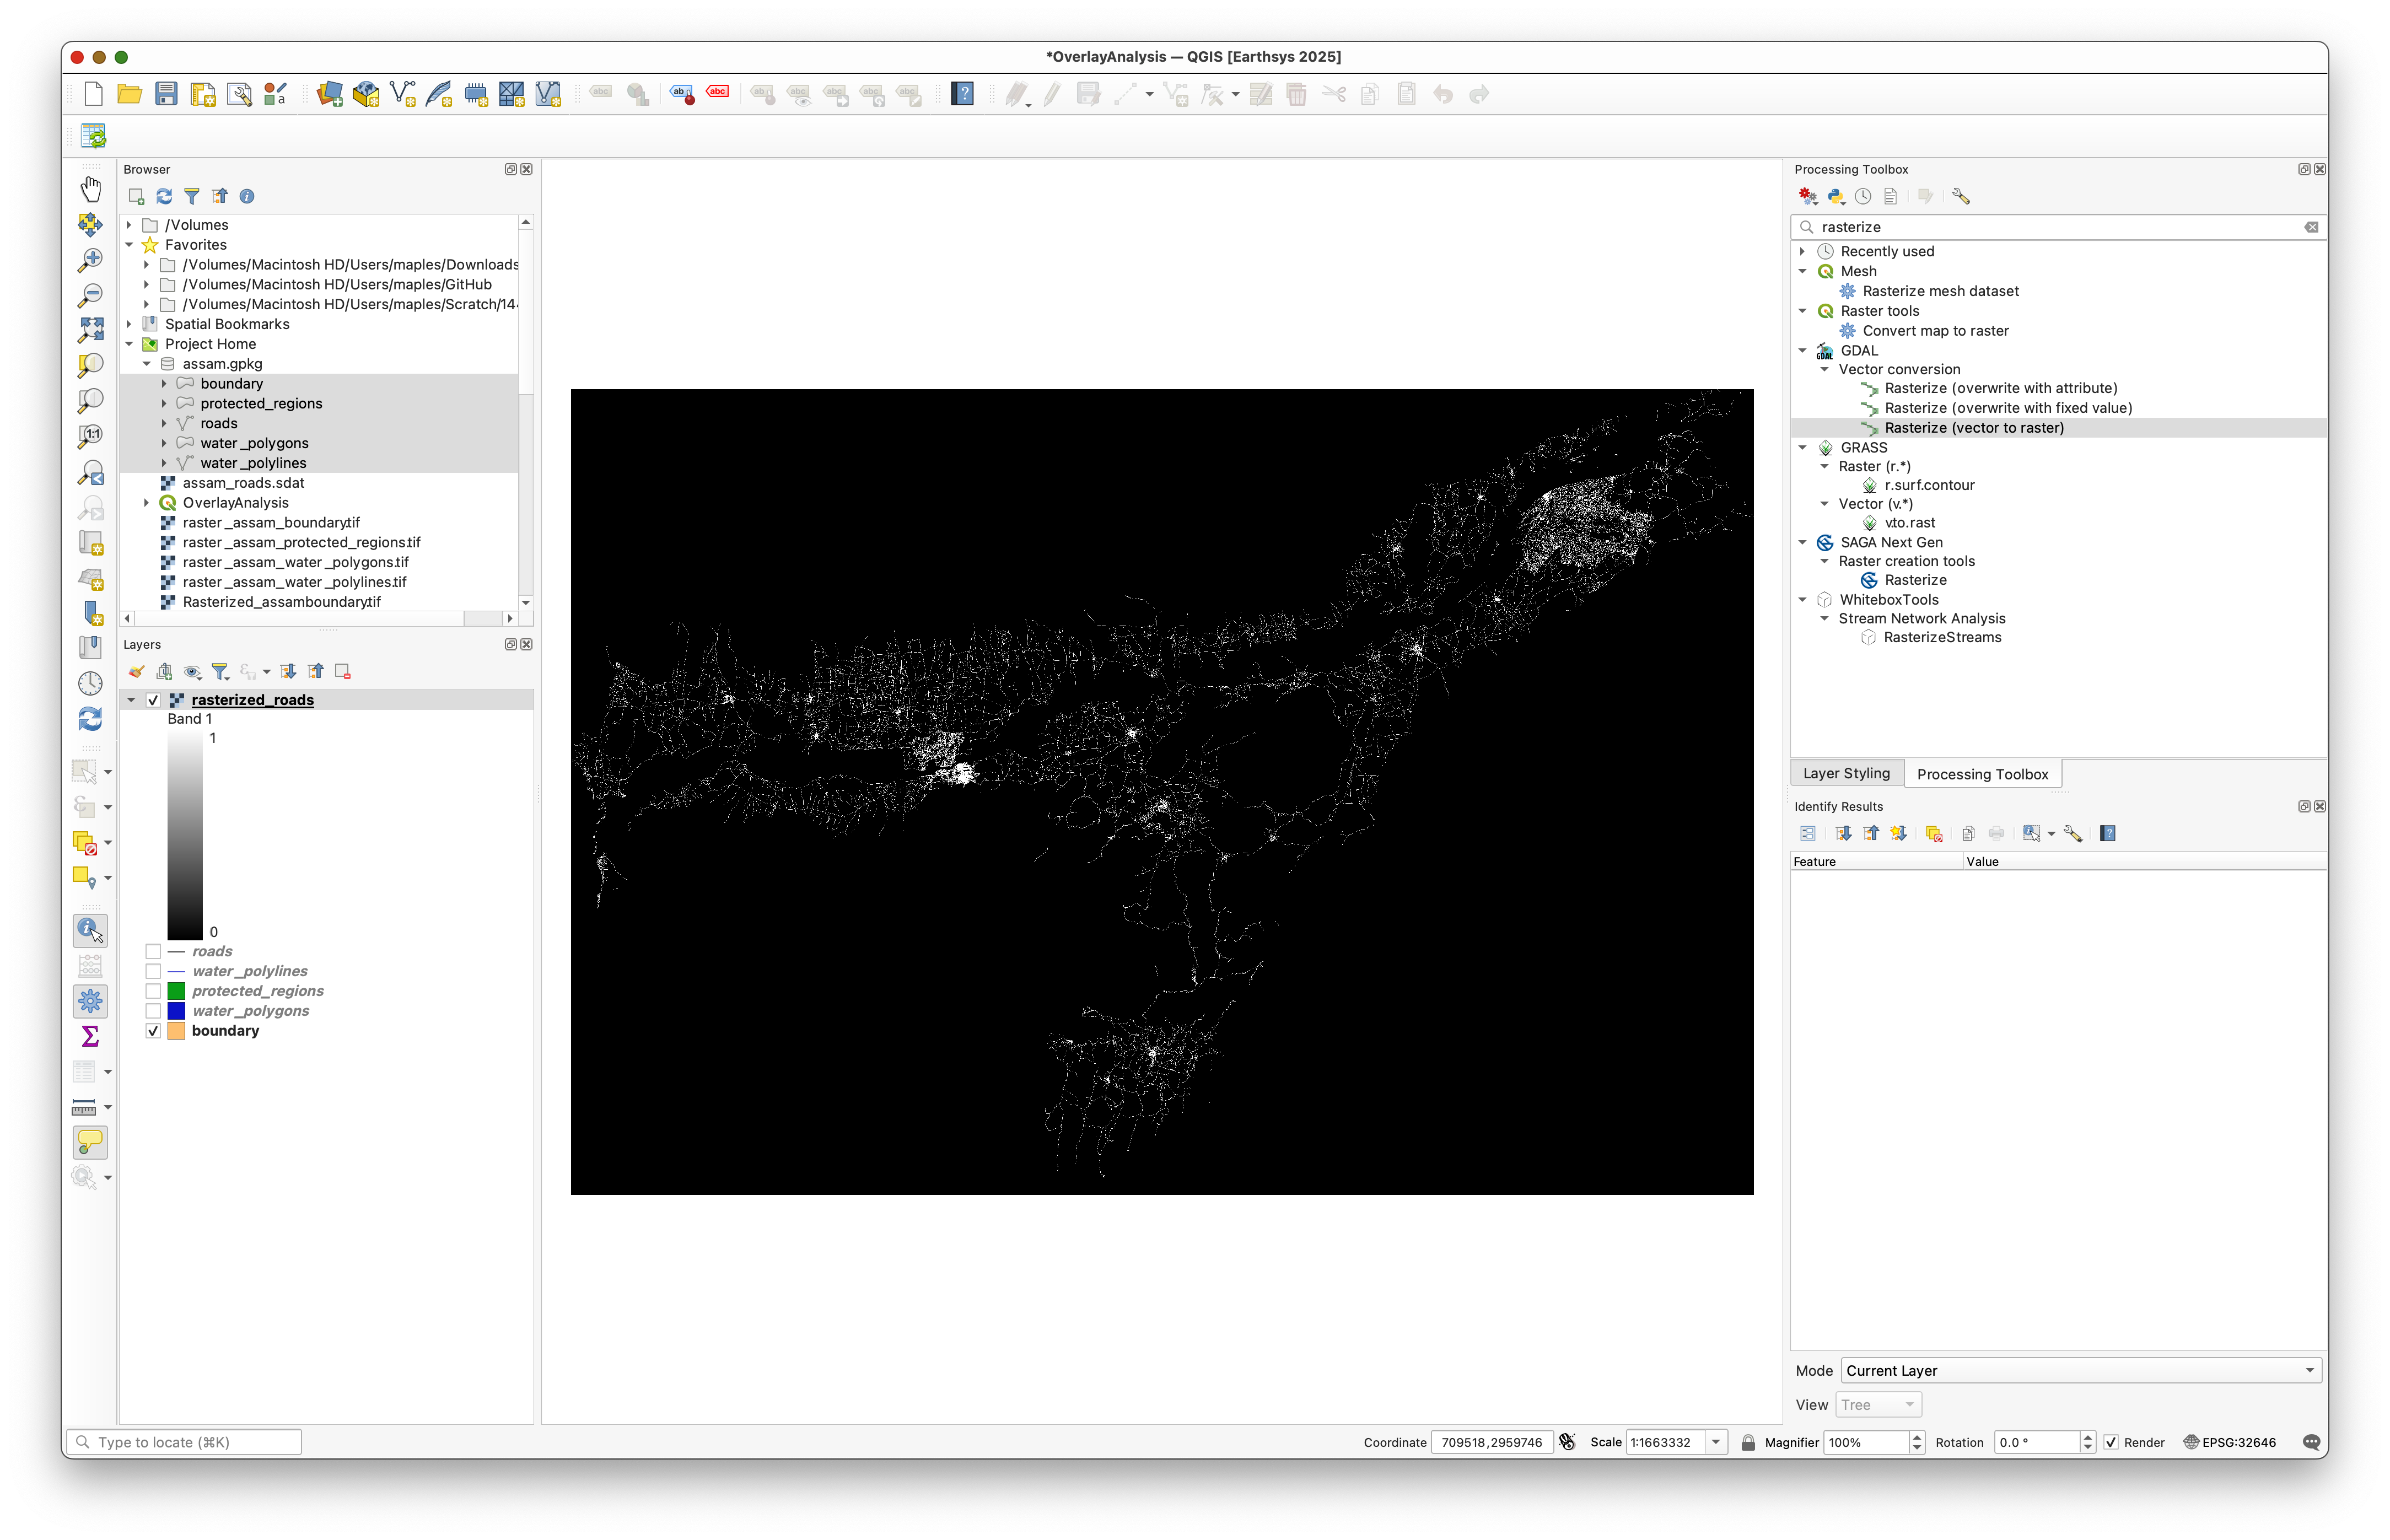 *OverlayAnalysis — QGIS [Earthsys 2025]
Browser
/Volumes
Favorites
/Volumes/Macintosh HD/Users/maples/Downloads
/Volumes/Macintosh HD/Users/maples/GitHub
/Volumes/Macintosh HD/Users/maples/Scratch/14
Spatial Bookmarks
Project Home
assam.gpkg
boundary
protected_regions
roads
water_polygons
water_polylines
assam_roads.sdat
OverlayAnalysis
raster_assam_boundary.tif
raster_assam_protected_regions.tif
raster_assam_water_polygons.tif
raster_assam_water_polylines.tif
Rasterized_assamboundary.tif
Layers
rasterized_roads
Band 1
1
0
roads
water_polylines
protected_regions
water_polygons
boundary
Type to locate (⌘K)
Processing Toolbox
rasterize
Recently used
Mesh
Rasterize mesh dataset
Raster tools
Convert map to raster
GDAL
Vector conversion
Rasterize (overwrite with attribute)
Rasterize (overwrite with fixed value)
Rasterize (vector to raster)
GRASS
Raster (r.*)
r.surf.contour
Vector (v.*)
v.to.rast
SAGA Next Gen
Raster creation tools
Rasterize
WhiteboxTools
Stream Network Analysis
RasterizeStreams
Layer Styling Processing Toolbox
Identify Results
Feature Value
Mode Current Layer
View Tree
Coordinate 709518,2959746 Scale 1:1663332 Magnifier 100% Rotation 0.0 ° Render EPSG:32646